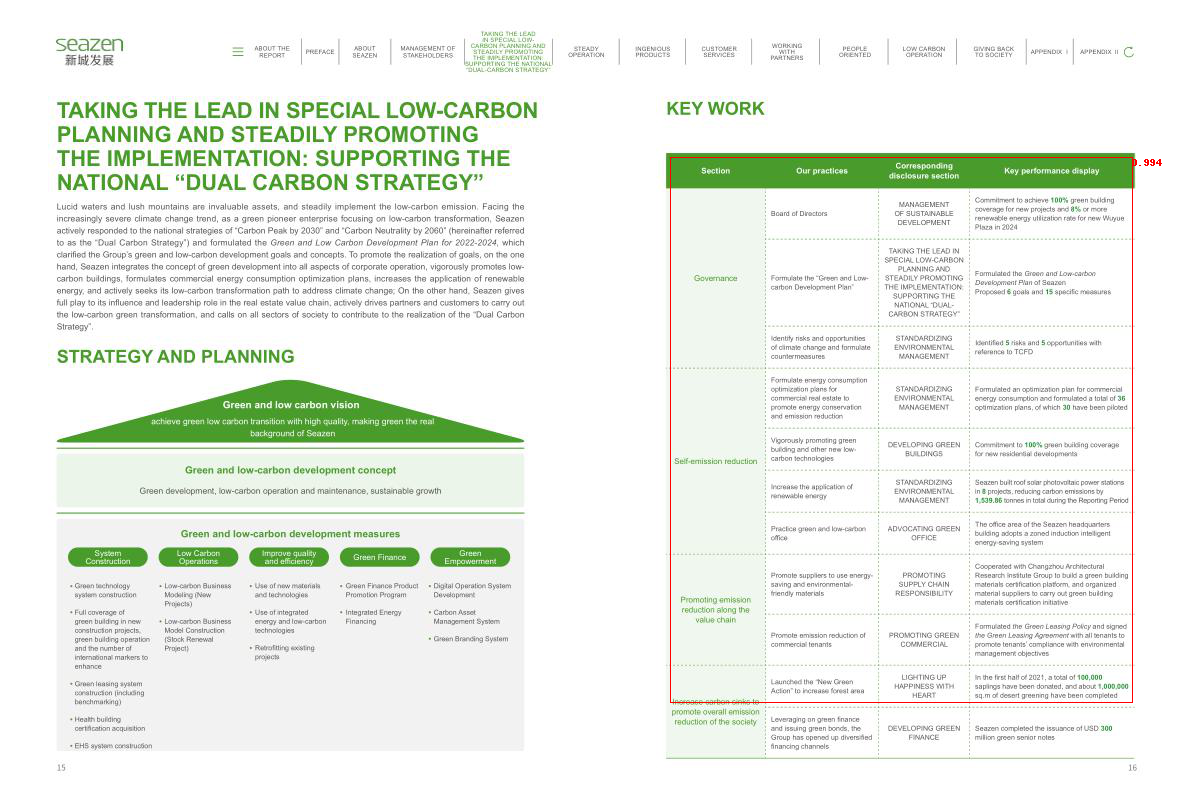 seazen
新城发展
ABOUT THE
REPORT
PREFACE
ABOUT
SEAZEN
MANAGEMENT OF
STAKEHOLDERS
TAKING THE LEAD
IN SPECIAL LOW-
CARBON PLANNING AND
STEADILY PROMOTING
THE IMPLEMENTATION:
SUPPORTING THE NATIONAL
“DUAL-CARBON STRATEGY”
STEADY
OPERATION
INGENIOUS
PRODUCTS
CUSTOMER
SERVICES
WORKING
WITH
PARTNERS
PEOPLE
ORIENTED
LOW CARBON
OPERATION
GIVING BACK
TO SOCIETY
APPENDIX I
APPENDIX II
TAKING THE LEAD IN SPECIAL LOW-CARBON
PLANNING AND STEADILY PROMOTING
THE IMPLEMENTATION: SUPPORTING THE
NATIONAL “DUAL CARBON STRATEGY”
Lucid waters and lush mountains are invaluable assets, and steadily implement the low-carbon emission. Facing the
increasingly severe climate change trend, as a green pioneer enterprise focusing on low-carbon transformation, Seazen
actively responded to the national strategies of “Carbon Peak by 2030” and “Carbon Neutrality by 2060” (hereinafter referred
to as the “Dual Carbon Strategy”) and formulated the Green and Low Carbon Development Plan for 2022-2024, which
clarified the Group’s green and low-carbon development goals and concepts. To promote the realization of goals, on the one
hand, Seazen integrates the concept of green development into all aspects of corporate operation, vigorously promotes low-
carbon buildings, formulates commercial energy consumption optimization plans, increases the application of renewable
energy, and actively seeks its low-carbon transformation path to address climate change; On the other hand, Seazen gives
full play to its influence and leadership role in the real estate value chain, actively drives partners and customers to carry out
the low-carbon green transformation, and calls on all sectors of society to contribute to the realization of the “Dual Carbon
Strategy”.
STRATEGY AND PLANNING
Green and low carbon vision
achieve green low carbon transition with high quality, making green the real
background of Seazen
Green and low-carbon development concept
Green development, low-carbon operation and maintenance, sustainable growth
Green and low-carbon development measures
System
Construction
• Green technology
system construction
• Full coverage of
green building in new
construction projects,
green building operation
and the number of
international markers to
enhance
• Green leasing system
construction (including
benchmarking)
• Health building
certification acquisition
• EHS system construction
Low Carbon
Operations
• Low-carbon Business
Modeling (New
Projects)
• Low-carbon Business
Model Construction
(Stock Renewal
Project)
Improve quality
and efficiency
• Use of new materials
and technologies
• Use of integrated
energy and low-carbon
technologies
• Retrofitting existing
projects
Green Finance
• Green Finance Product
Promotion Program
• Integrated Energy
Financing
Green
Empowerment
• Digital Operation System
Development
• Carbon Asset
Management System
• Green Branding System
15
KEY WORK
0.994
Section
Our practices
Corresponding
disclosure section
Key performance display
Governance
Board of Directors
MANAGEMENT
OF SUSTAINABLE
DEVELOPMENT
Commitment to achieve 100% green building
coverage for new projects and 8% or more
renewable energy utilization rate for new Wuyue
Plaza in 2024
Formulate the “Green and Low-
carbon Development Plan”
TAKING THE LEAD IN
SPECIAL LOW-CARBON
PLANNING AND
STEADILY PROMOTING
THE IMPLEMENTATION:
SUPPORTING THE
NATIONAL “DUAL-
CARBON STRATEGY”
Formulated the Green and Low-carbon
Development Plan of Seazen
Proposed 6 goals and 15 specific measures
Identify risks and opportunities
of climate change and formulate
countermeasures
STANDARDIZING
ENVIRONMENTAL
MANAGEMENT
Identified 5 risks and 5 opportunities with
reference to TCFD
Self-emission reduction
Formulate energy consumption
optimization plans for
commercial real estate to
promote energy conservation
and emission reduction
STANDARDIZING
ENVIRONMENTAL
MANAGEMENT
Formulated an optimization plan for commercial
energy consumption and formulated a total of 36
optimization plans, of which 30 have been piloted
Vigorously promoting green
building and other new low-
carbon technologies
DEVELOPING GREEN
BUILDINGS
Commitment to 100% green building coverage
for new residential developments
Increase the application of
renewable energy
STANDARDIZING
ENVIRONMENTAL
MANAGEMENT
Seazen built roof solar photovoltaic power stations
in 8 projects, reducing carbon emissions by
1,539.86 tonnes in total during the Reporting Period
Practice green and low-carbon
office
ADVOCATING GREEN
OFFICE
The office area of the Seazen headquarters
building adopts a zoned induction intelligent
energy-saving system
Promoting emission
reduction along the
value chain
Promote suppliers to use energy-
saving and environmental-
friendly materials
PROMOTING
SUPPLY CHAIN
RESPONSIBILITY
Cooperated with Changzhou Architectural
Research Institute Group to build a green building
materials certification platform, and organized
material suppliers to carry out green building
materials certification initiative
Promote emission reduction of
commercial tenants
PROMOTING GREEN
COMMERCIAL
Formulated the Green Leasing Policy and signed
the Green Leasing Agreement with all tenants to
promote tenants’ compliance with environmental
management objectives
Increase carbon sinks to
promote overall emission
reduction of the society
Launched the “New Green
Action” to increase forest area
LIGHTING UP
HAPPINESS WITH
HEART
In the first half of 2021, a total of 100,000
saplings have been donated, and about 1,000,000
sq.m of desert greening have been completed
Leveraging on green finance
and issuing green bonds, the
Group has opened up diversified
financing channels
DEVELOPING GREEN
FINANCE
Seazen completed the issuance of USD 300
million green senior notes
16